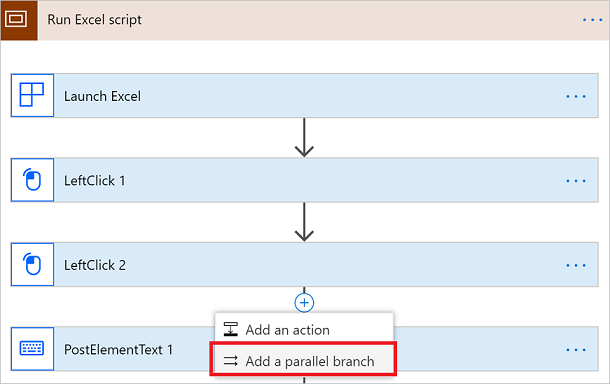 Run Excel script
Launch Excel
LeftClick 1
LeftClick 2
Add an action
PostElementText 1
Add a parallel branch